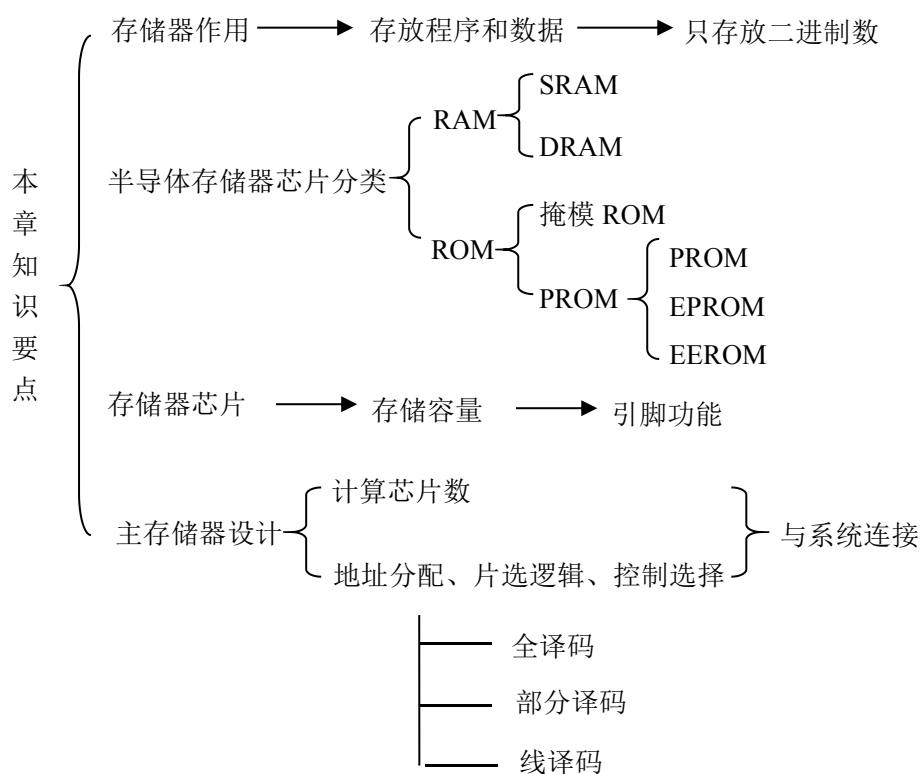 存储器作用 存放程序和数据 只存放二进制数
SRAM
RAM
DRAM
本章知识要点
半导体存储器芯片分类
掩模 ROM
ROM
PROM
PROM
EPROM
EEROM
存储器芯片 存储容量 引脚功能
计算芯片数
主存储器设计 与系统连接
地址分配、片选逻辑、控制选择
全译码
部分译码
线译码